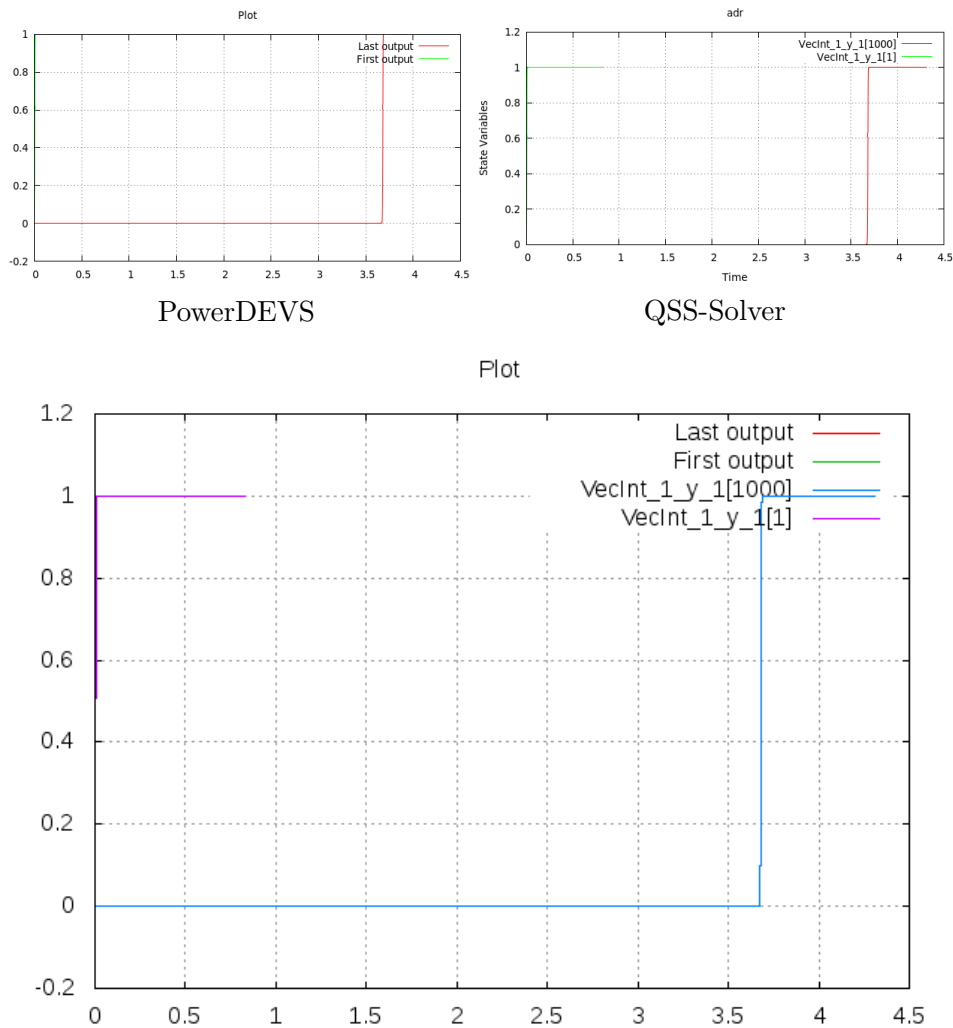 Plot
1
0.8
0.6
0.4
0.2
0
-0.2
Last output
First output
0 0.5 1 1.5 2 2.5 3 3.5 4 4.5
PowerDEVS
adr
1.2
1
0.8
0.6
0.4
0.2
0
State Variables
VecInt_1_y_1[1000]
VecInt_1_y_1[1]
0 0.5 1 1.5 2 2.5 3 3.5 4 4.5
Time
QSS-Solver
Plot
1.2
1
0.8
0.6
0.4
0.2
0
-0.2
Last output
First output
VecInt_1_y_1[1000]
VecInt_1_y_1[1]
0 0.5 1 1.5 2 2.5 3 3.5 4 4.5